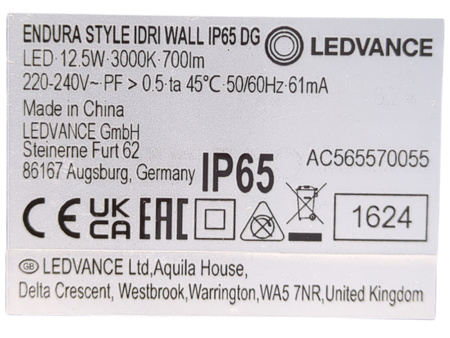 ENDURA STYLE IDRI WALL IP65 DG
LEDVANCE
LED · 12.5W · 3000K · 700lm
220-240V~ PF > 0.5 · ta 45℃ · 50/60Hz · 61mA
Made in China
LEDVANCE GmbH
Steinerne Furt 62
86167 Augsburg, Germany
IP65
AC565570055
CE UK CA EAC
1624
GB LEDVANCE Ltd,Aquila House,
Delta Crescent, Westbrook,Warrington,WA5 7NR,United Kingdom